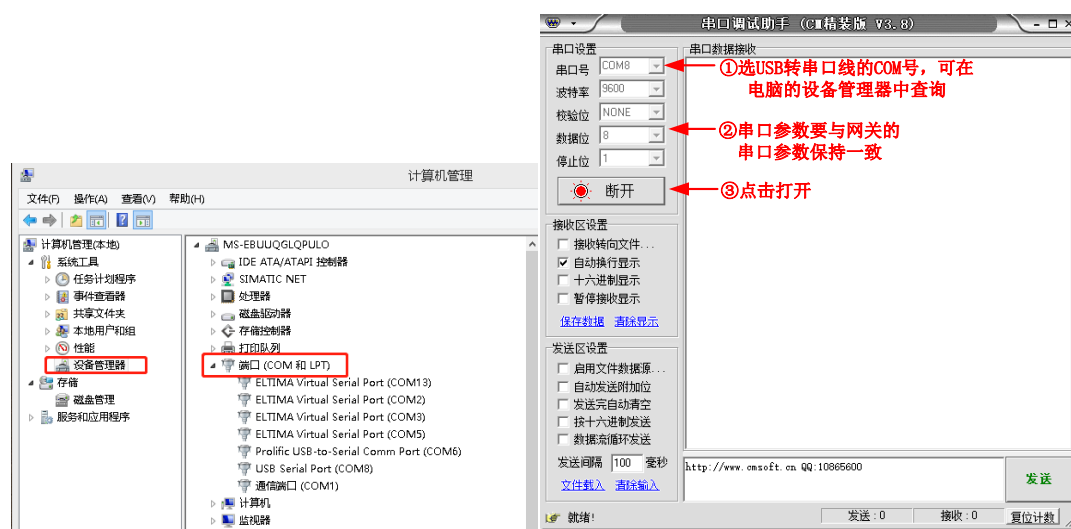 计算机管理
文件(F) 操作(A) 查看(V) 帮助(H)
计算机管理(本地)
系统工具
任务计划程序
事件查看器
共享文件夹
本地用户和组
性能
设备管理器
存储
磁盘管理
服务和应用程序
MS-EBUUQGLQPULO
IDE ATA/ATAPI 控制器
SIMATIC NET
处理器
磁盘驱动器
存储控制器
打印队列
端口 (COM 和 LPT)
ELTIMA Virtual Serial Port (COM13)
ELTIMA Virtual Serial Port (COM2)
ELTIMA Virtual Serial Port (COM3)
ELTIMA Virtual Serial Port (COM5)
Prolific USB-to-Serial Comm Port (COM6)
USB Serial Port (COM8)
通信端口 (COM1)
计算机
监视器
串口调试助手 (CM精装版 V3.8)
串口设置
串口号 COM8
波特率 9600
校验位 NONE
数据位 8
停止位 1
断开
接收区设置
接收转向文件...
自动换行显示
十六进制显示
暂停接收显示
保存数据 清除显示
发送区设置
启用文件数据源...
自动发送附加位
发送完自动清空
按十六进制发送
数据流循环发送
发送间隔 100 毫秒
文件载入 清除输入
串口数据接收
①选USB转串口线的COM号，可在
电脑的设备管理器中查询
②串口参数要与网关的
串口参数保持一致
③点击打开
http://www.cmsoft.cn QQ:10865600
发送
就绪!
发送:0
接收:0
复位计数